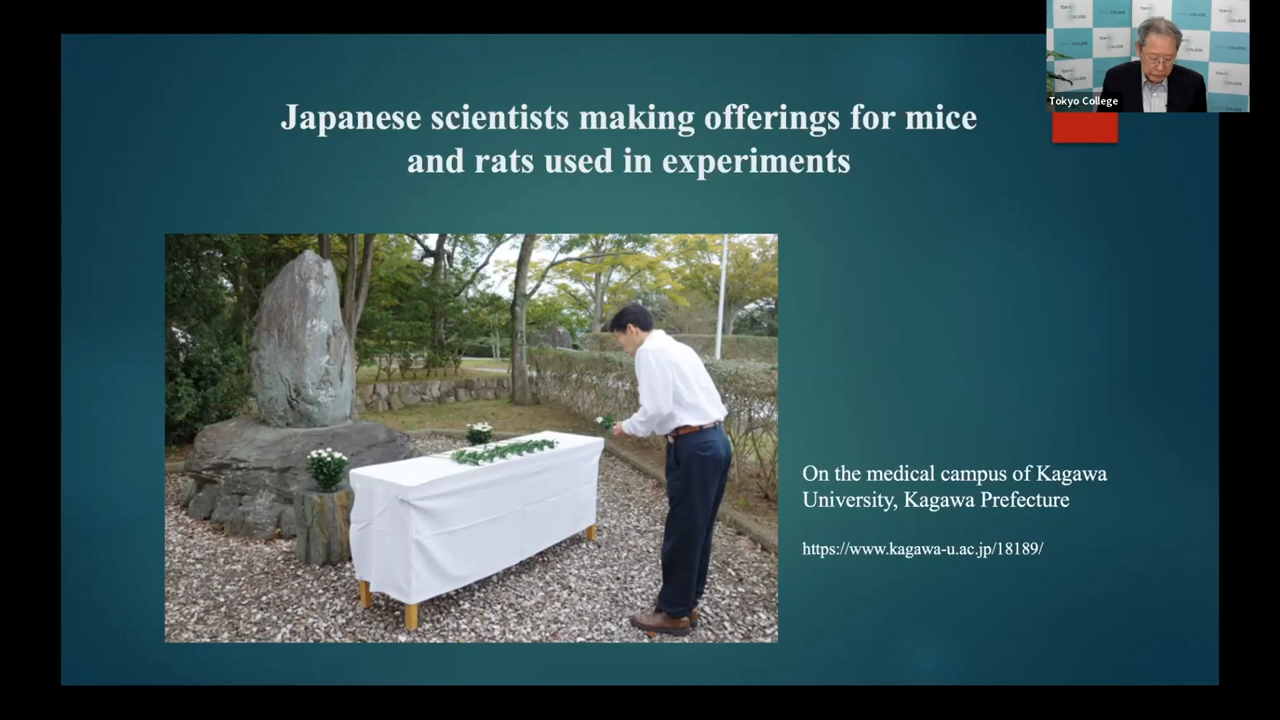 Japanese scientists making offerings for mice
and rats used in experiments
On the medical campus of Kagawa
University, Kagawa Prefecture
https://www.kagawa-u.ac.jp/18189/
Tokyo College